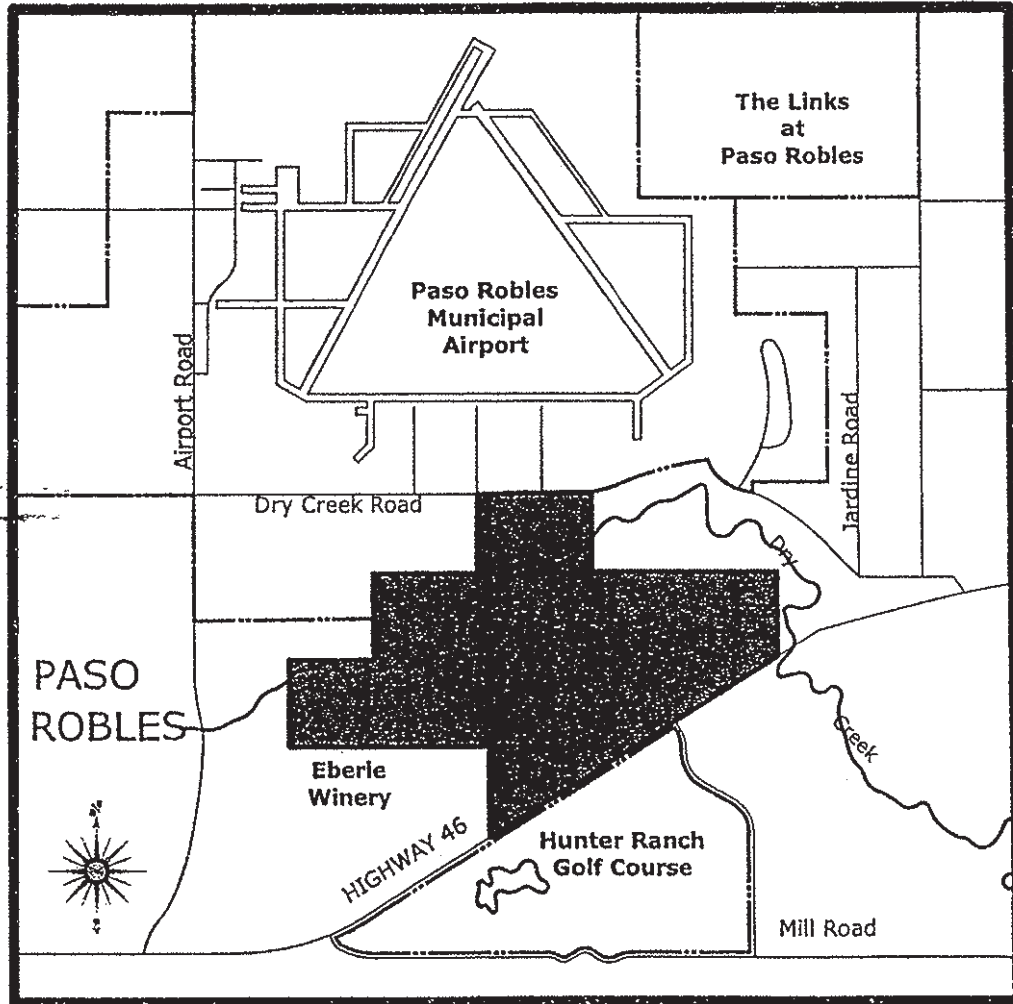 The Links
at
Paso Robles
Paso Robles
Municipal
Airport
Airport Road
Jardine Road
Dry Creek Road
Dry
Creek
PASO
ROBLES
Eberle
Winery
HIGHWAY 46
Hunter Ranch
Golf Course
Mill Road